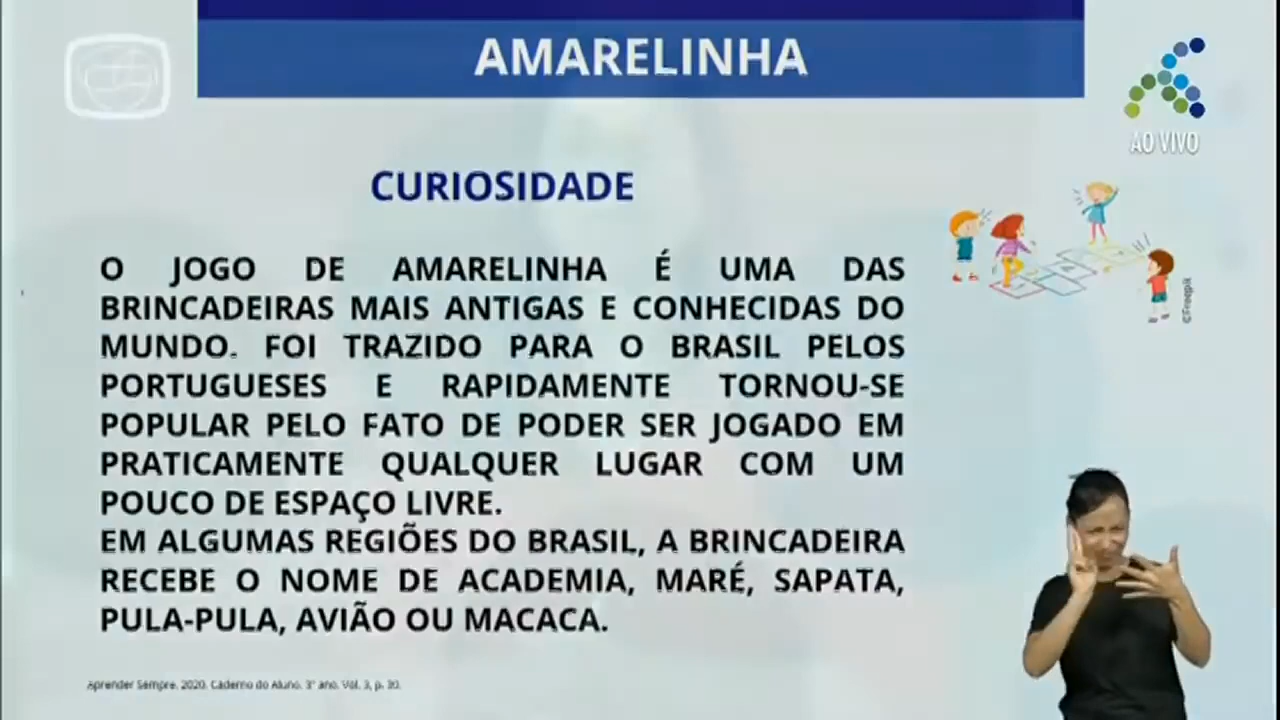 AMARELINHA
AO VIVO
CURIOSIDADE
O JOGO DE AMARELINHA É UMA DAS
BRINCADEIRAS MAIS ANTIGAS E CONHECIDAS DO
MUNDO. FOI TRAZIDO PARA O BRASIL PELOS
PORTUGUESES E RAPIDAMENTE TORNOU-SE
POPULAR PELO FATO DE PODER SER JOGADO EM
PRATICAMENTE QUALQUER LUGAR COM UM
POUCO DE ESPAÇO LIVRE.
EM ALGUMAS REGIÕES DO BRASIL, A BRINCADEIRA
RECEBE O NOME DE ACADEMIA, MARÉ, SAPATA,
PULA-PULA, AVIÃO OU MACACA.
©Freepik
Aprender Sempre. 2020. Caderno do Aluno. 3° ano. Vol. 3, p. 30.